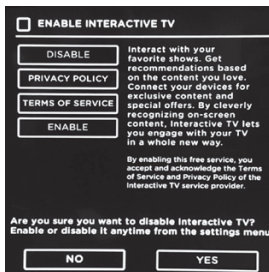 ENABLE INTERACTIVE TV
DISABLE
PRIVACY POLICY
TERMS OF SERVICE
ENABLE
Interact with your
favorite shows. Get
recommendations based
on the content you love.
Connect your devices for
exclusive content and
special offers. By cleverly
recognizing on-screen
content, Interactive TV lets
you engage with your TV
in a whole new way.
By enabling this free service, you
accept and acknowledge the Terms
of Service and Privacy Policy of the
Interactive TV service provider.
Are you sure you want to disable Interactive TV?
Enable or disable it anytime from the settings menu
NO
YES